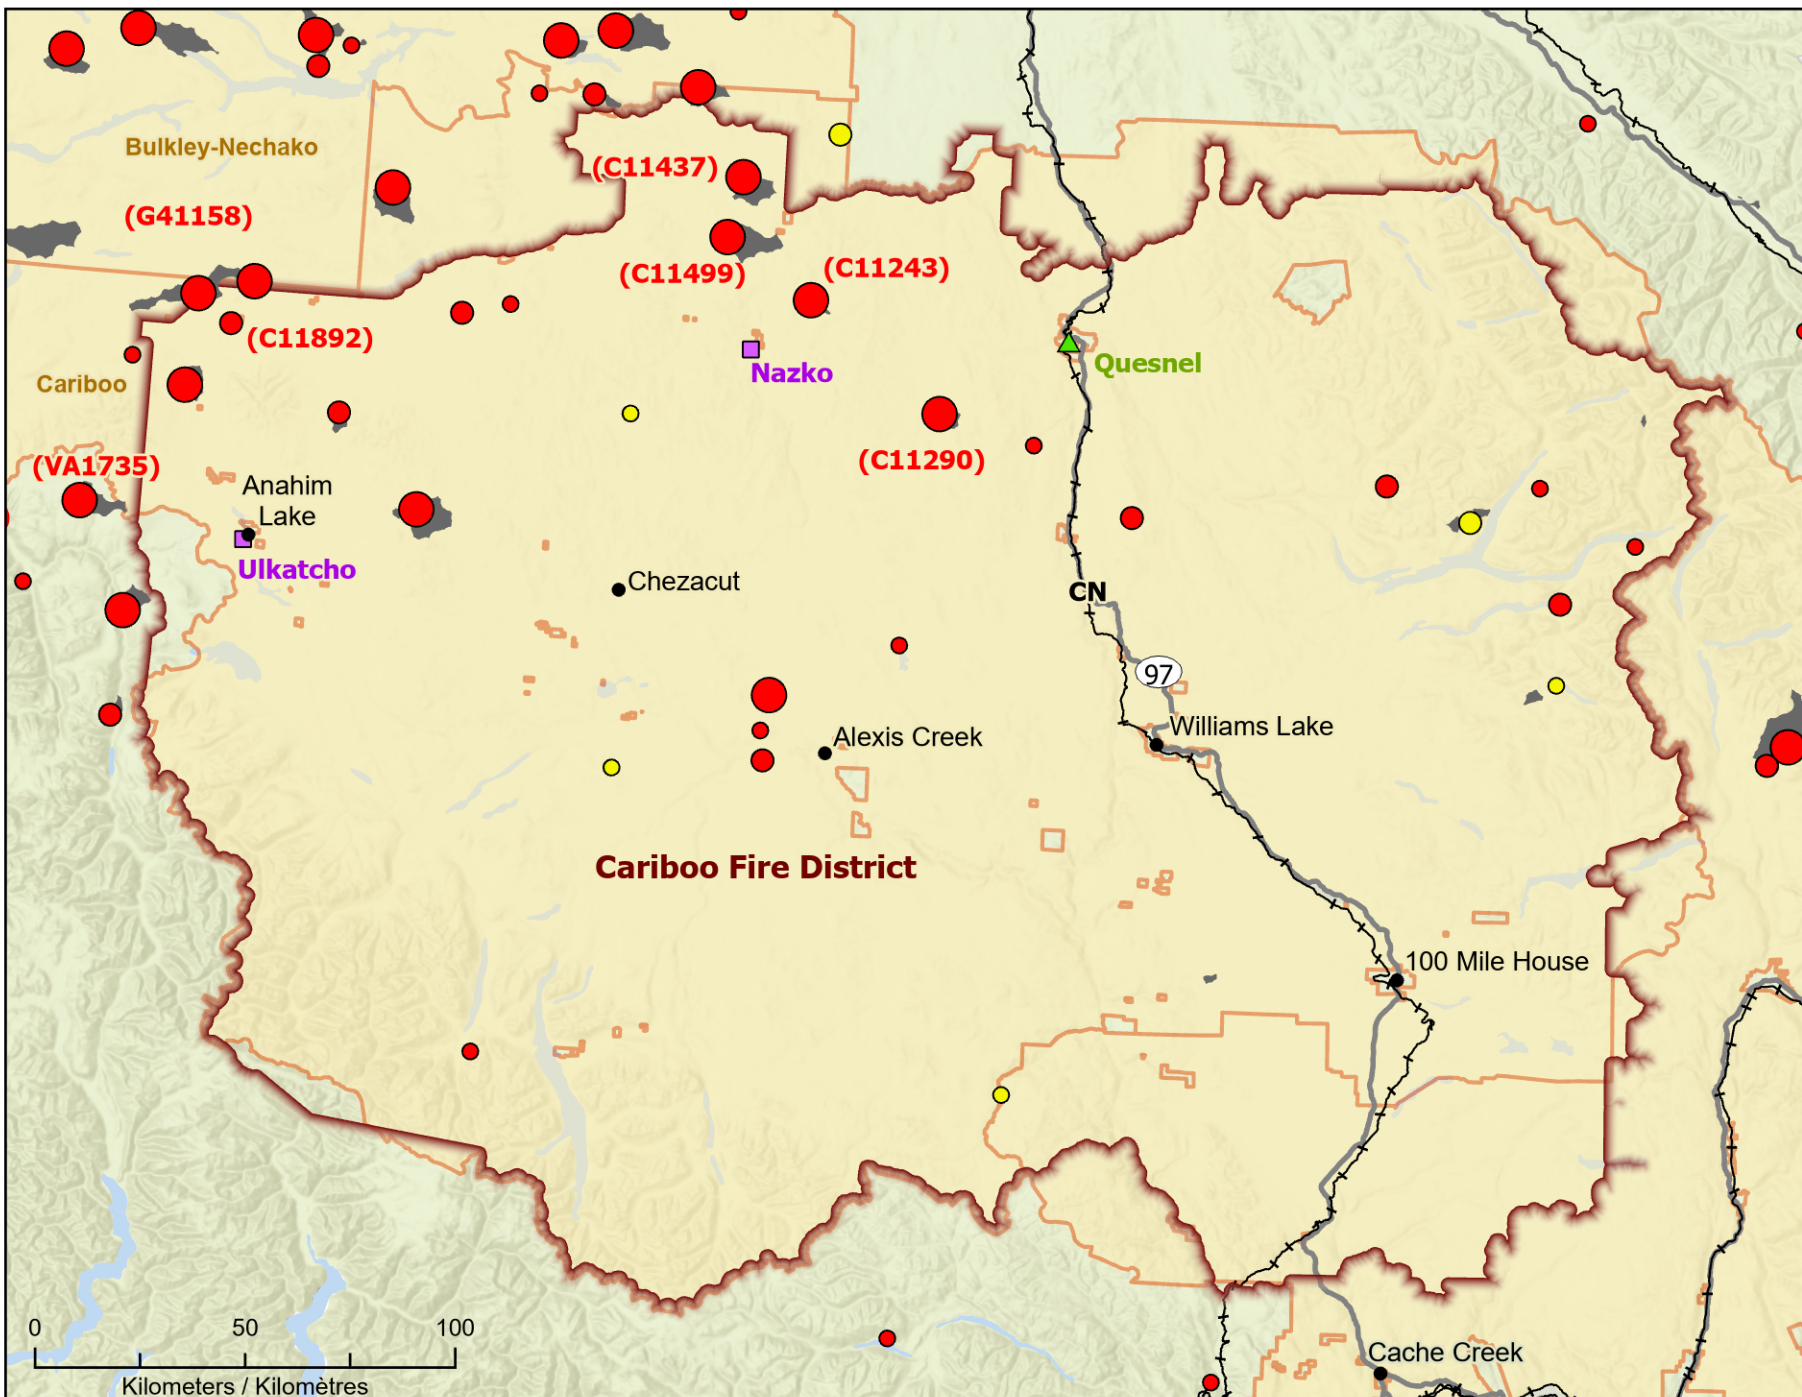 Bulkley-Nechako
(C11437)
(G41158)
(C11499)
(C11243)
(C11892)
Nazko
Quesnel
Cariboo
(VA1735)
(C11290)
Anahim
Lake
Ulkatcho
Chezacut
CN
97
Williams Lake
Alexis Creek
Cariboo Fire District
100 Mile House
0 50 100
Kilometers / Kilomètres
Cache Creek